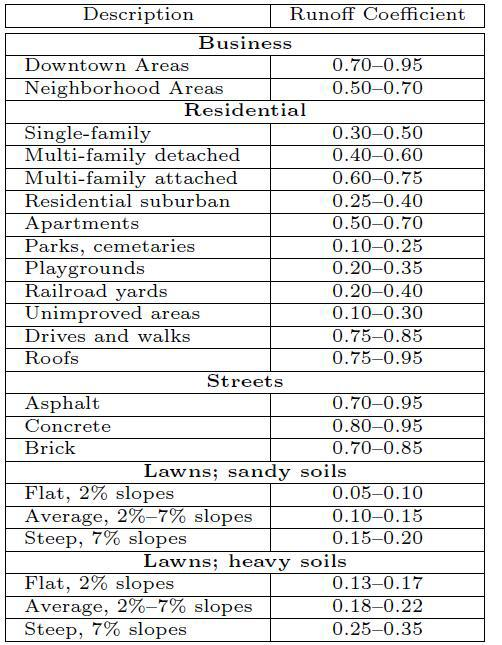 Description Runoff Coefficient
Business
Downtown Areas 0.70–0.95
Neighborhood Areas 0.50–0.70
Residential
Single-family 0.30–0.50
Multi-family detached 0.40–0.60
Multi-family attached 0.60–0.75
Residential suburban 0.25–0.40
Apartments 0.50–0.70
Parks, cemetaries 0.10–0.25
Playgrounds 0.20–0.35
Railroad yards 0.20–0.40
Unimproved areas 0.10–0.30
Drives and walks 0.75–0.85
Roofs 0.75–0.95
Streets
Asphalt 0.70–0.95
Concrete 0.80–0.95
Brick 0.70–0.85
Lawns; sandy soils
Flat, 2% slopes 0.05–0.10
Average, 2%–7% slopes 0.10–0.15
Steep, 7% slopes 0.15–0.20
Lawns; heavy soils
Flat, 2% slopes 0.13–0.17
Average, 2%–7% slopes 0.18–0.22
Steep, 7% slopes 0.25–0.35